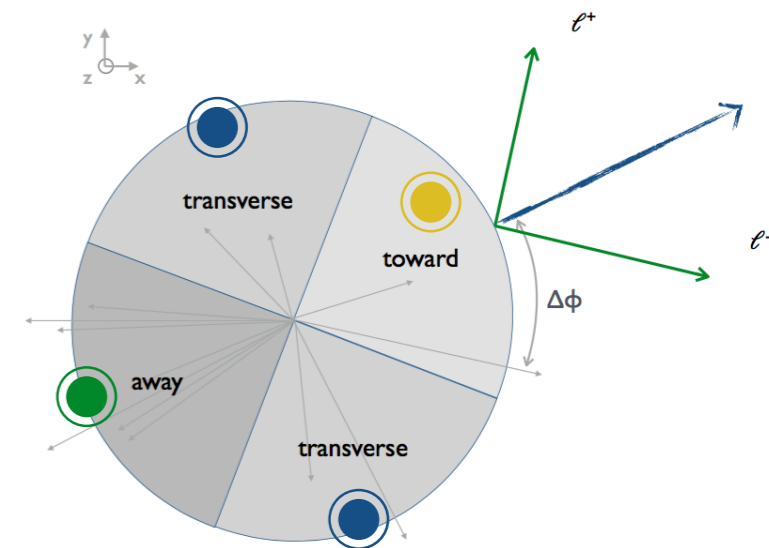 ℓ⁺
y
z x
transverse
toward
ℓ⁻
Δϕ
away
transverse